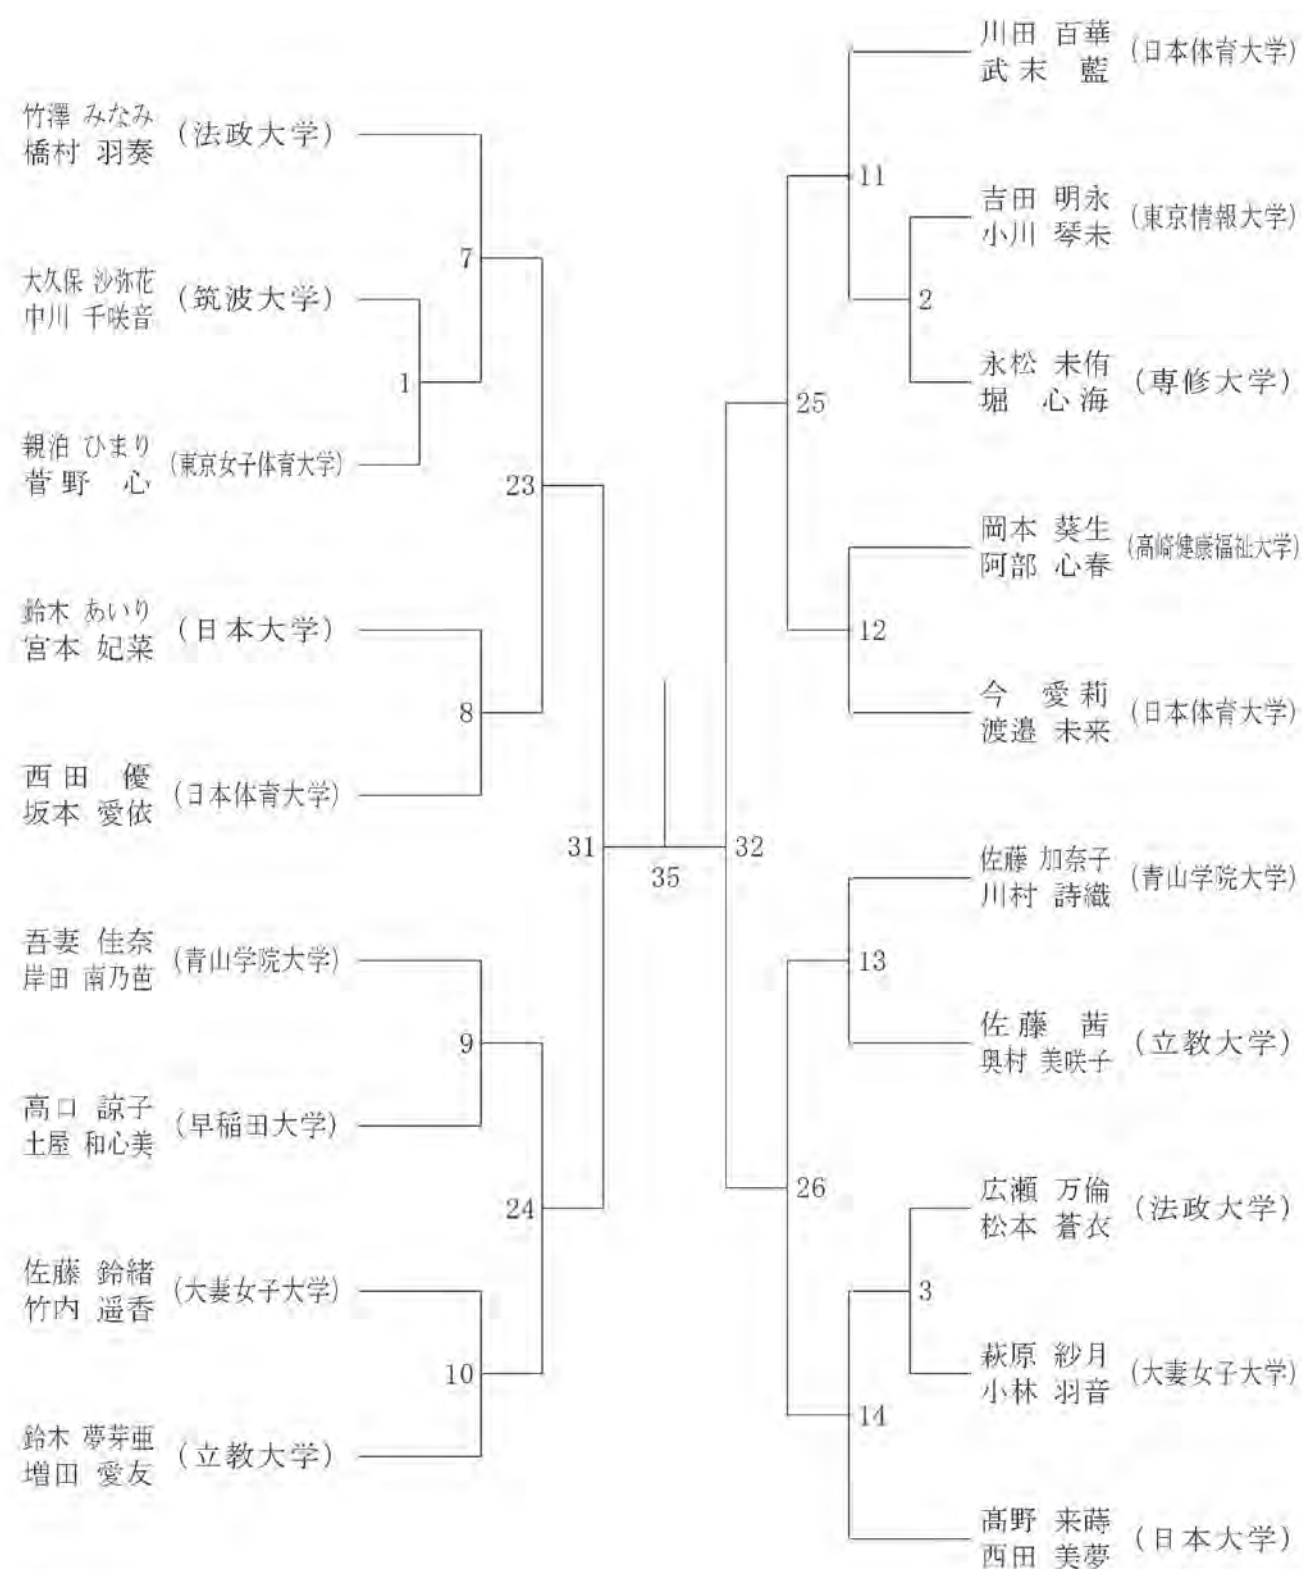 竹澤 みなみ
橋村 羽奏
(法政大学)
大久保 沙弥花
中川 千咲音
(筑波大学)
親泊 ひまり
菅野 心
(東京女子体育大学)
鈴木 あいり
宮本 妃菜
(日本大学)
西田 優
坂本 愛依
(日本体育大学)
吾妻 佳奈
岸田 南乃芭
(青山学院大学)
高口 諒子
土屋 和心美
(早稲田大学)
佐藤 鈴緒
竹内 遥香
(大妻女子大学)
鈴木 夢芽亜
増田 愛友
(立教大学)
7
1
23
8
31
9
24
10
35
32
25
11
2
12
13
26
3
14
川田 百華
武末 藍
(日本体育大学)
吉田 明永
小川 琴未
(東京情報大学)
永松 未侑
堀 心海
(専修大学)
岡本 葵生
阿部 心春
(高崎健康福祉大学)
今 愛莉
渡邉 未来
(日本体育大学)
佐藤 加奈子
川村 詩織
(青山学院大学)
佐藤 茜
奥村 美咲子
(立教大学)
広瀬 万倫
松本 蒼衣
(法政大学)
萩原 紗月
小林 羽音
(大妻女子大学)
髙野 来蒔
西田 美夢
(日本大学)